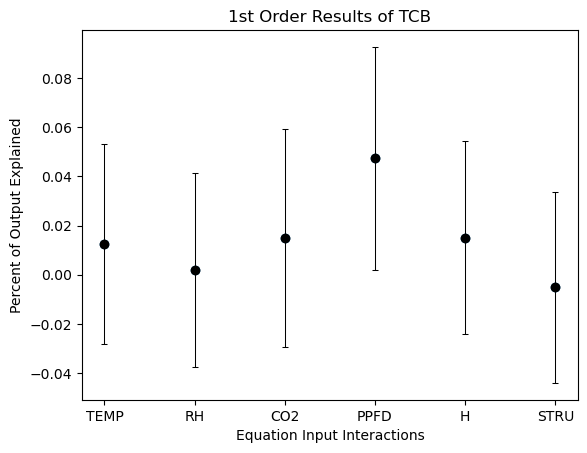 1st Order Results of TCB
Percent of Output Explained
0.08
0.06
0.04
0.02
0.00
−0.02
−0.04
TEMP RH CO2 PPFD H STRU
Equation Input Interactions